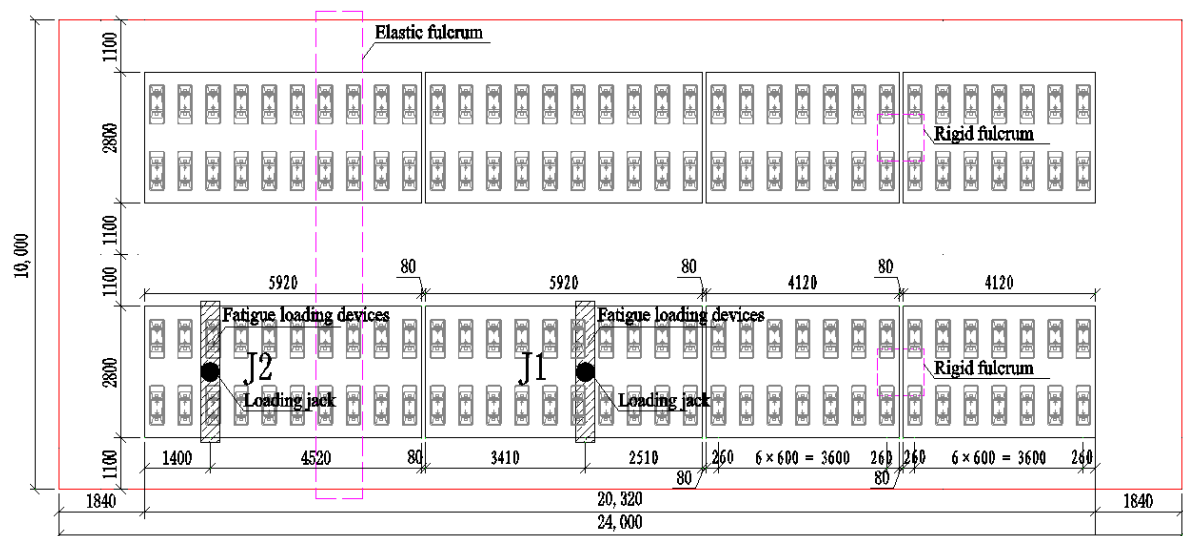 Elastic fulcrum
1100
2800
Rigid fulcrum
10,000
1100
1100
80
80
80
5920
5920
4120
4120
Fatigue loading devices
Fatigue loading devices
2800
J2
J1
Rigid fulcrum
Loading jack
Loading jack
1100
1400
4520
80
3410
2510
260
6×600 = 3600
260
260
6×600 = 3600
260
80
80
1840
20,320
1840
24,000